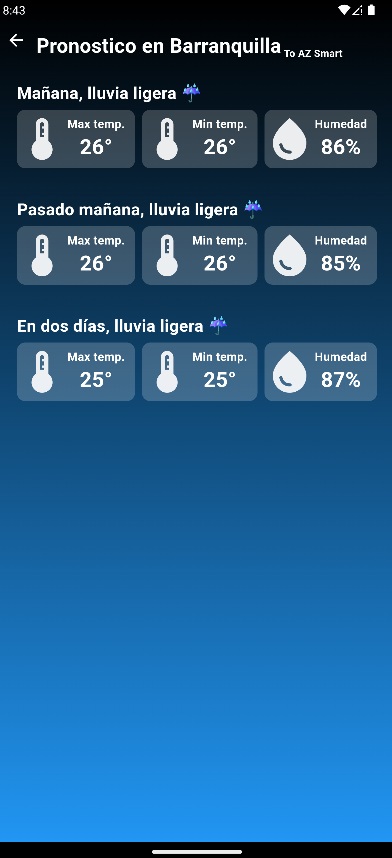 8:43
Pronostico en Barranquilla To AZ Smart
Mañana, lluvia ligera ☔
Max temp. Min temp. Humedad
26° 26° 86%
Pasado mañana, lluvia ligera ☔
Max temp. Min temp. Humedad
26° 26° 85%
En dos días, lluvia ligera ☔
Max temp. Min temp. Humedad
25° 25° 87%